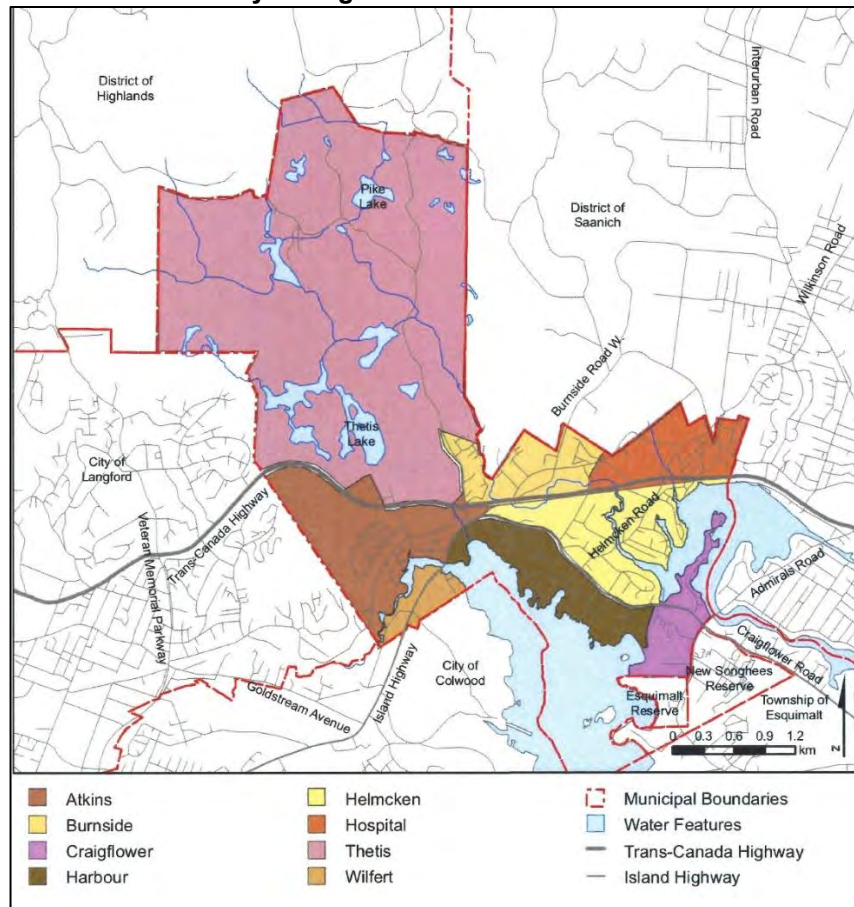 District of
Highlands
Interurban Road
Pike
Lake
District of
Saanich
Wilkinson Road
Burnside Road W.
Thetis
Lake
City of
Langford
Trans-Canada Highway
Veteran Memorial Parkway
Helmcken Road
Admirals Road
Craigflower Road
New Songhees
Reserve
City of
Colwood
Island Highway
Goldstream Avenue
Esquimalt
Reserve
Township of
Esquimalt
0 0.3 0.6 0.9 1.2
km
N
Atkins
Burnside
Craigflower
Harbour
Helmcken
Hospital
Thetis
Wilfert
Municipal Boundaries
Water Features
Trans-Canada Highway
Island Highway